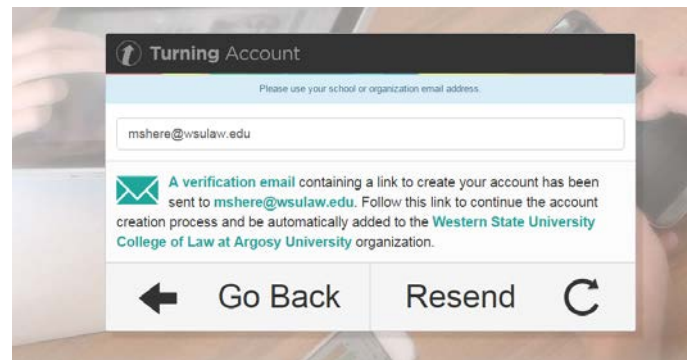 Turning Account
Please use your school or organization email address.
mshere@wsulaw.edu
A verification email containing a link to create your account has been
sent to mshere@wsulaw.edu. Follow this link to continue the account
creation process and be automatically added to the Western State University
College of Law at Argosy University organization.
Go Back Resend